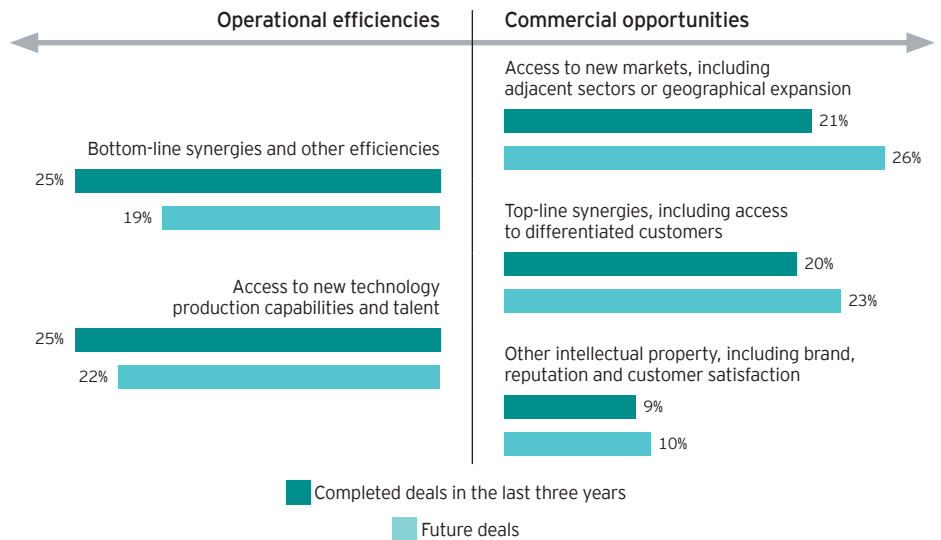 Operational efficiencies
Bottom-line synergies and other efficiencies
25%
19%
Access to new technology
production capabilities and talent
25%
22%
Commercial opportunities
Access to new markets, including
adjacent sectors or geographical expansion
21%
26%
Top-line synergies, including access
to differentiated customers
20%
23%
Other intellectual property, including brand,
reputation and customer satisfaction
9%
10%
Completed deals in the last three years
Future deals